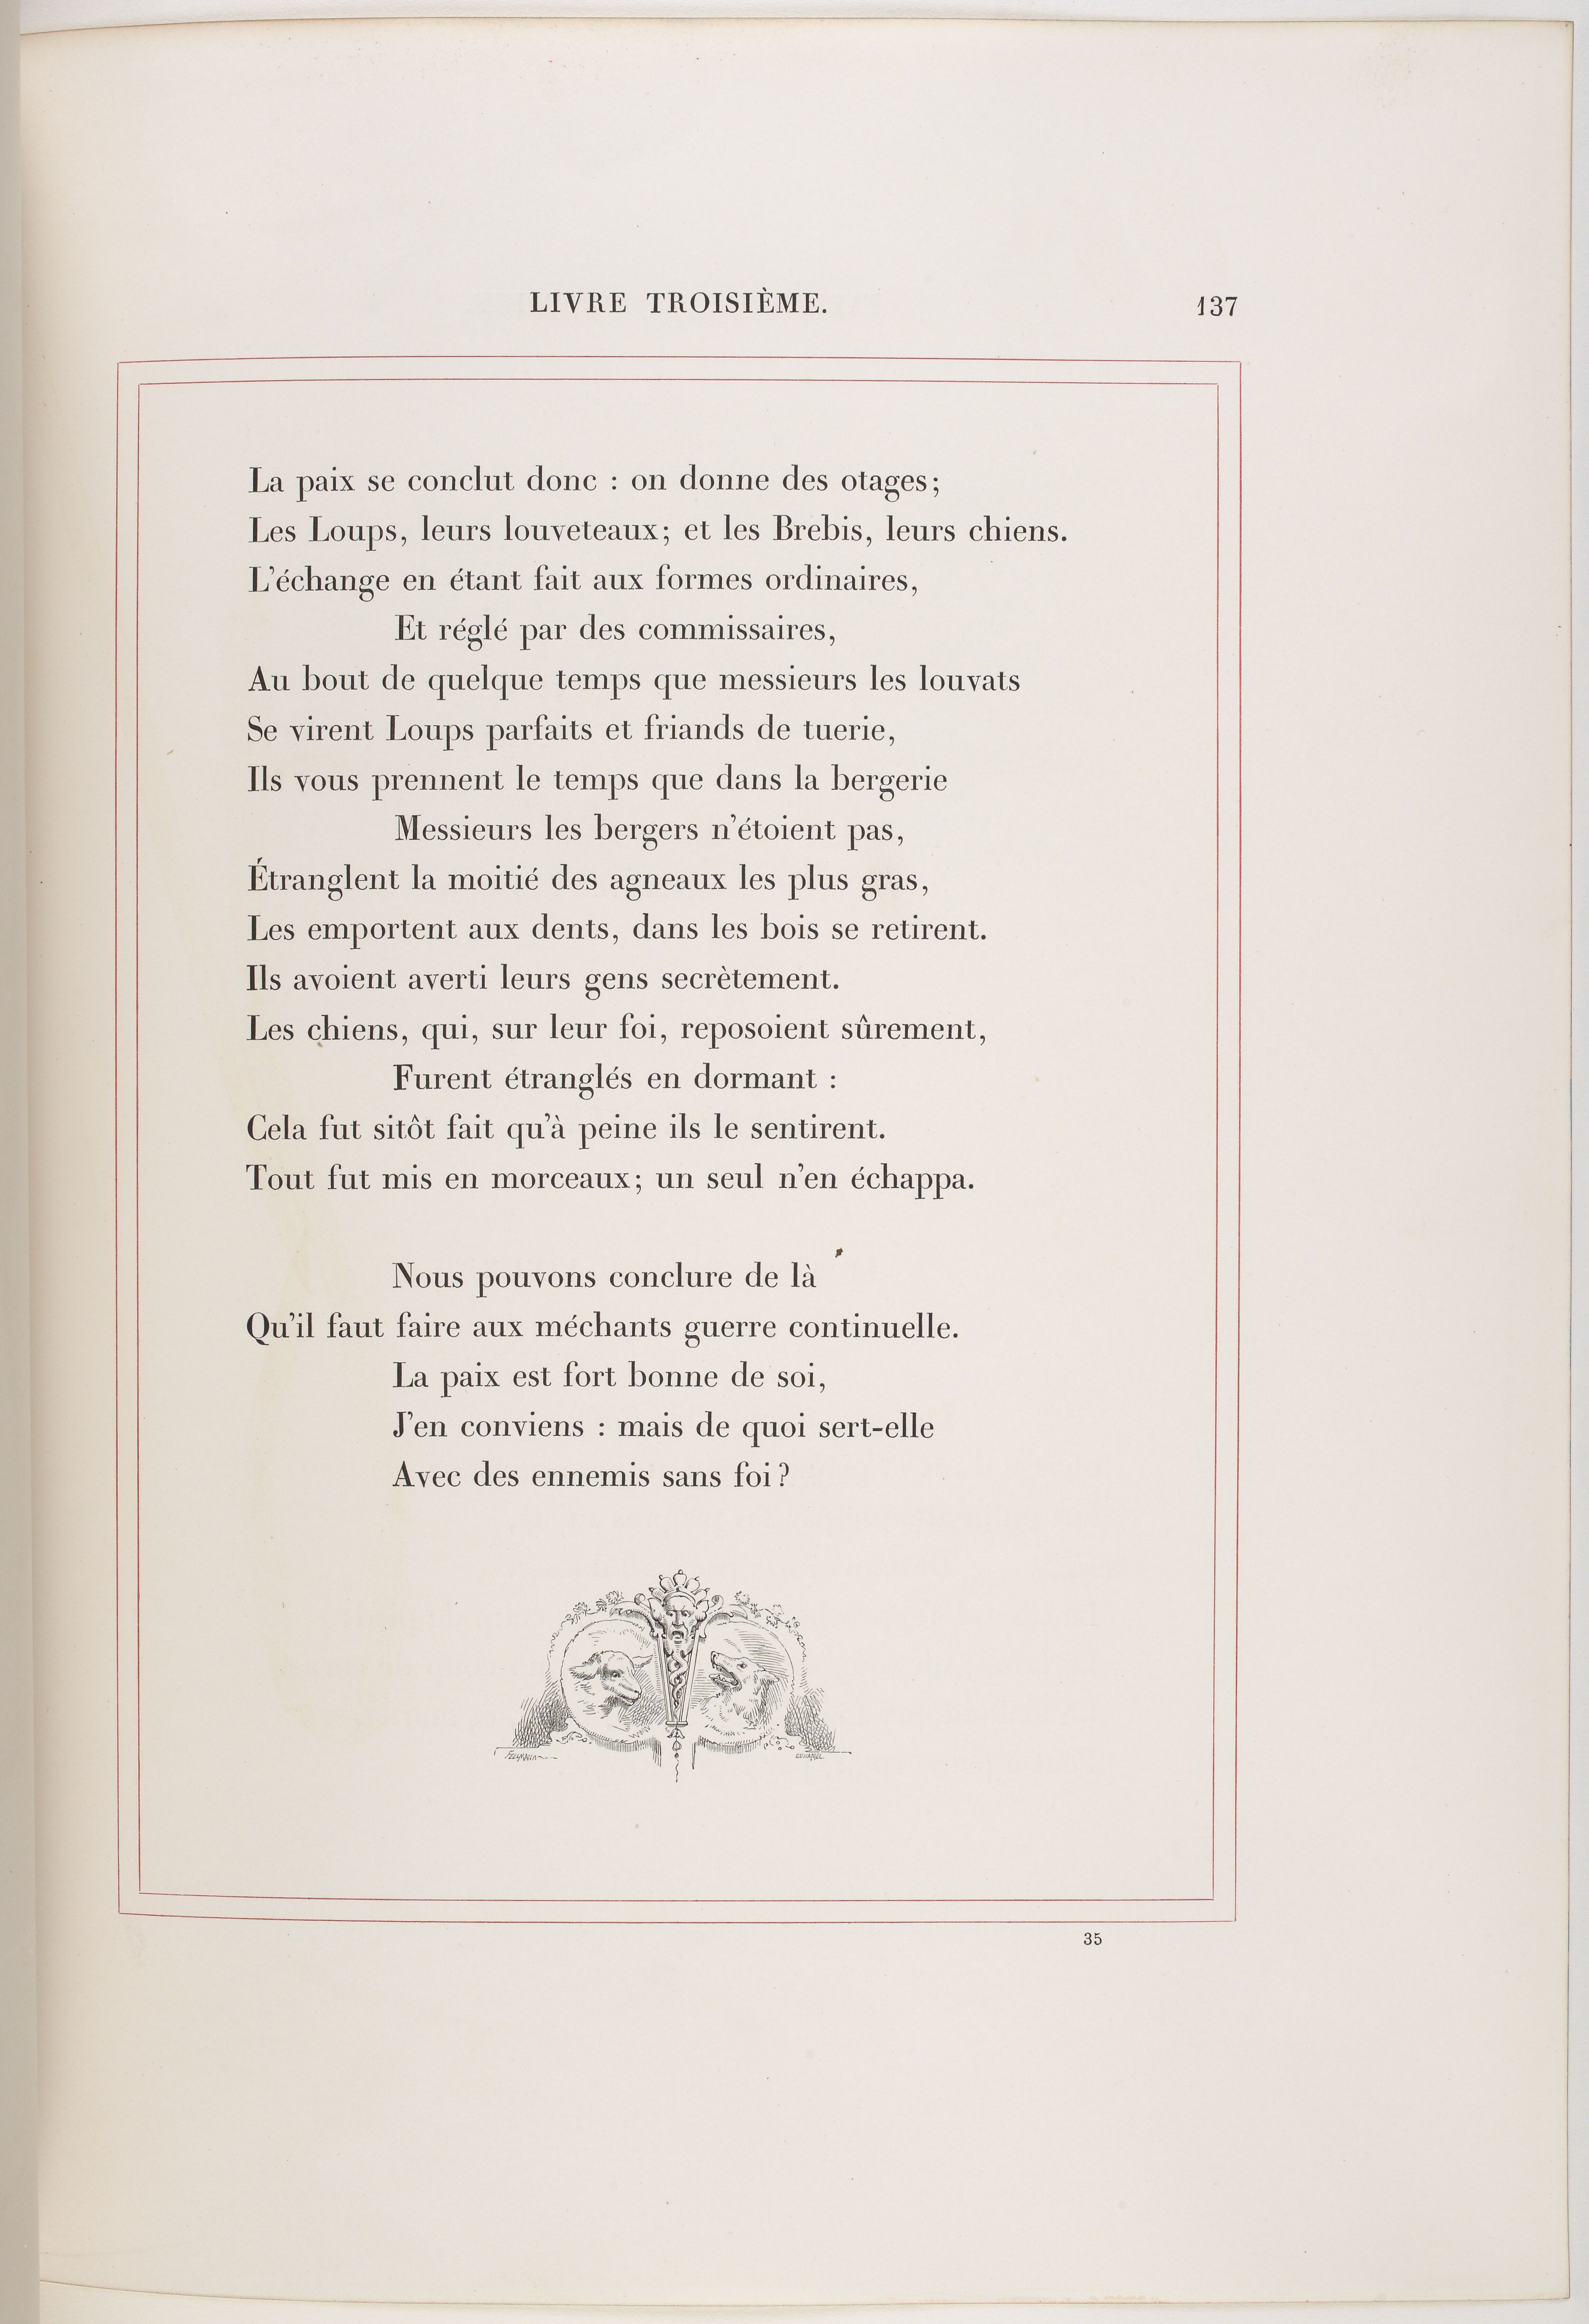 LIVRE TROISIÈME.
137
La paix se conclut donc : on donne des otages;
Les Loups, leurs louveteaux; et les Brebis, leurs chiens.
L'échange en étant fait aux formes ordinaires,
Et réglé par des commissaires,
Au bout de quelque temps que messieurs les louvats
Se virent Loups parfaits et friands de tuerie,
Ils vous prennent le temps que dans la bergerie
Messieurs les bergers n'étoient pas,
Étranglent la moitié des agneaux les plus gras,
Les emportent aux dents, dans les bois se retirent.
Ils avoient averti leurs gens secrètement.
Les chiens, qui, sur leur foi, reposoient sûrement,
Furent étranglés en dormant :
Cela fut sitôt fait qu'à peine ils le sentirent.
Tout fut mis en morceaux; un seul n'en échappa.
Nous pouvons conclure de là
Qu'il faut faire aux méchants guerre continuelle.
La paix est fort bonne de soi,
J'en conviens : mais de quoi sert-elle
Avec des ennemis sans foi?
35